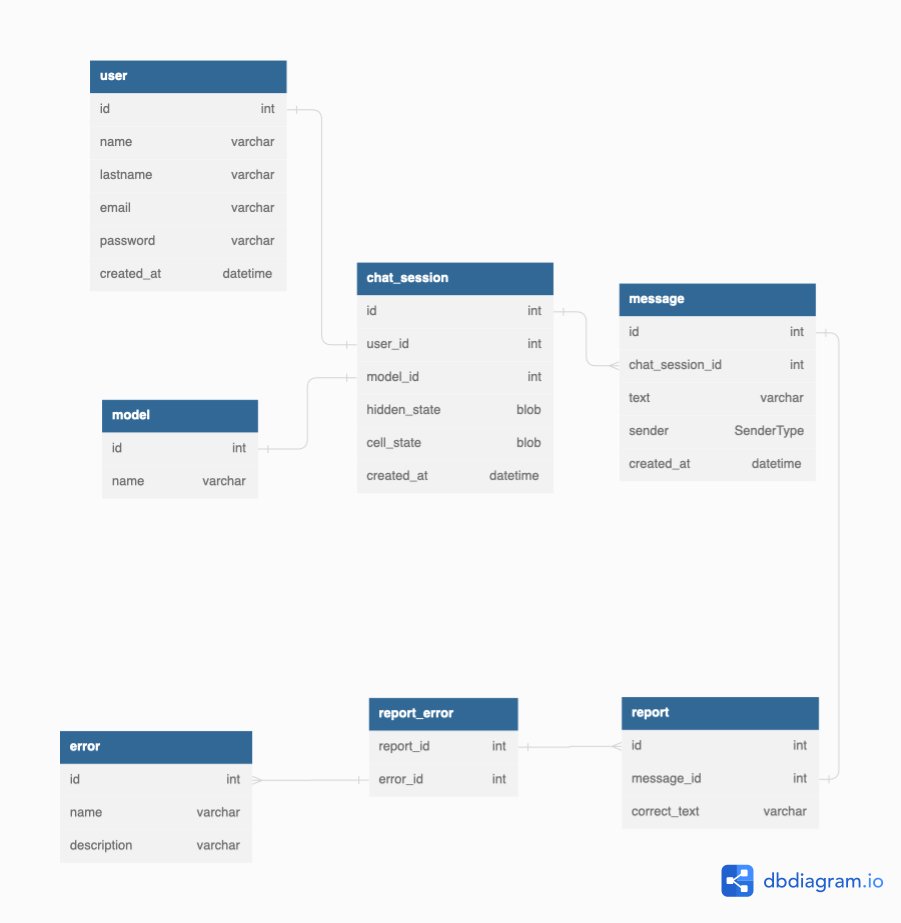 user
id int
name varchar
lastname varchar
email varchar
password varchar
created_at datetime
chat_session
id int
user_id int
model_id int
hidden_state blob
cell_state blob
created_at datetime
message
id int
chat_session_id int
text varchar
sender SenderType
created_at datetime
model
id int
name varchar
error
id int
name varchar
description varchar
report_error
report_id int
error_id int
report
id int
message_id int
correct_text varchar
dbdiagram.io